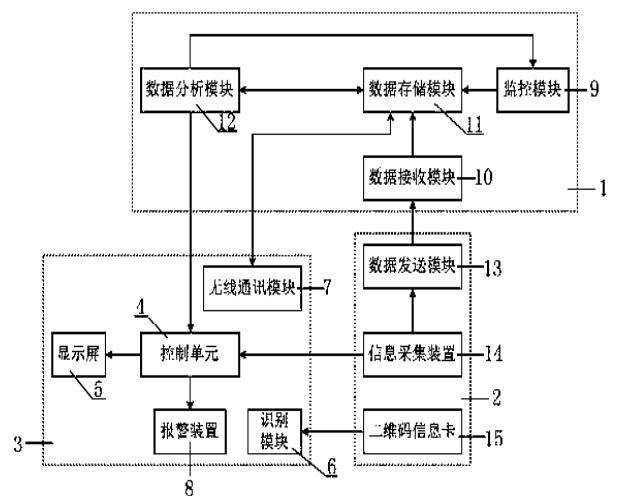 数据分析模块
12
数据存储模块
11
监控模块
9
数据接收模块
10
1
无线通讯模块
7
数据发送模块
13
4
显示屏
5
控制单元
信息采集装置
14
2
3
报警装置
8
识别
模块
6
二维码信息卡
15